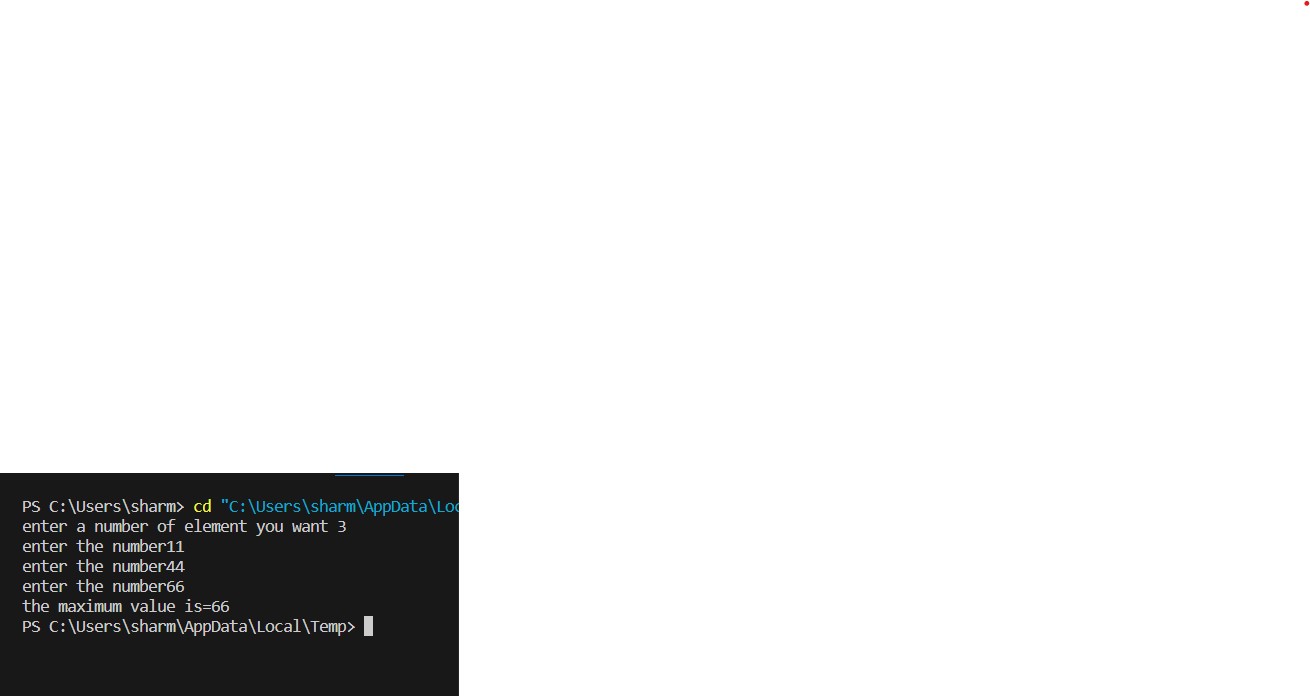 PS C:\Users\sharm> cd "C:\Users\sharm\AppData\Loc
enter a number of element you want 3
enter the number11
enter the number44
enter the number66
the maximum value is=66
PS C:\Users\sharm\AppData\Local\Temp>